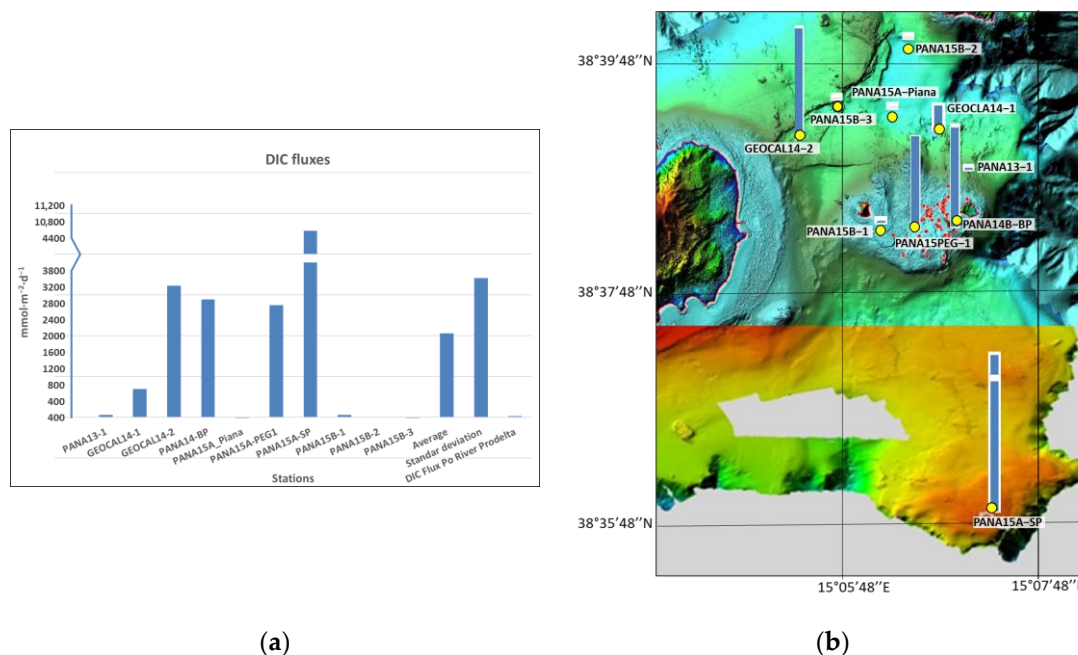 DIC fluxes
11,200
10,800
4400
3800
3800
2800
2000
1600
1200
800
400
400
mmol·m⁻²·d⁻¹
PANA13-1
GEOCAL14-1
GEOCAL14-2
PANA14-BP
PANA15A_Piana
PANA15A-PEG1
PANA15A-SP
PANA15B-1
PANA15B-2
PANA15B-3
Average
Standar deviation
DIC Flux Po River Prodelta
Stations
(a)
38°39'48''N
38°37'48''N
38°35'48''N
PANA15B–2
PANA15A–Piana
GEOCLA14–1
PANA15B–3
GEOCAL14–2
PANA13–1
PANA15B–1
PANA14B–BP
PANA15PEG–1
PANA15A–SP
15°05'48''E
15°07'48''E
(b)